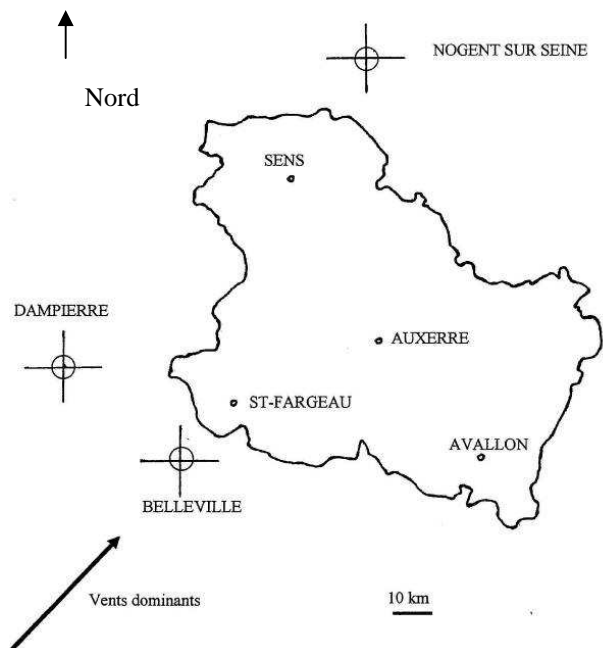 NOGENT SUR SEINE
Nord
SENS
DAMPIERRE
AUXERRE
ST-FARGEAU
AVALLON
BELLEVILLE
Vents dominants
10 km